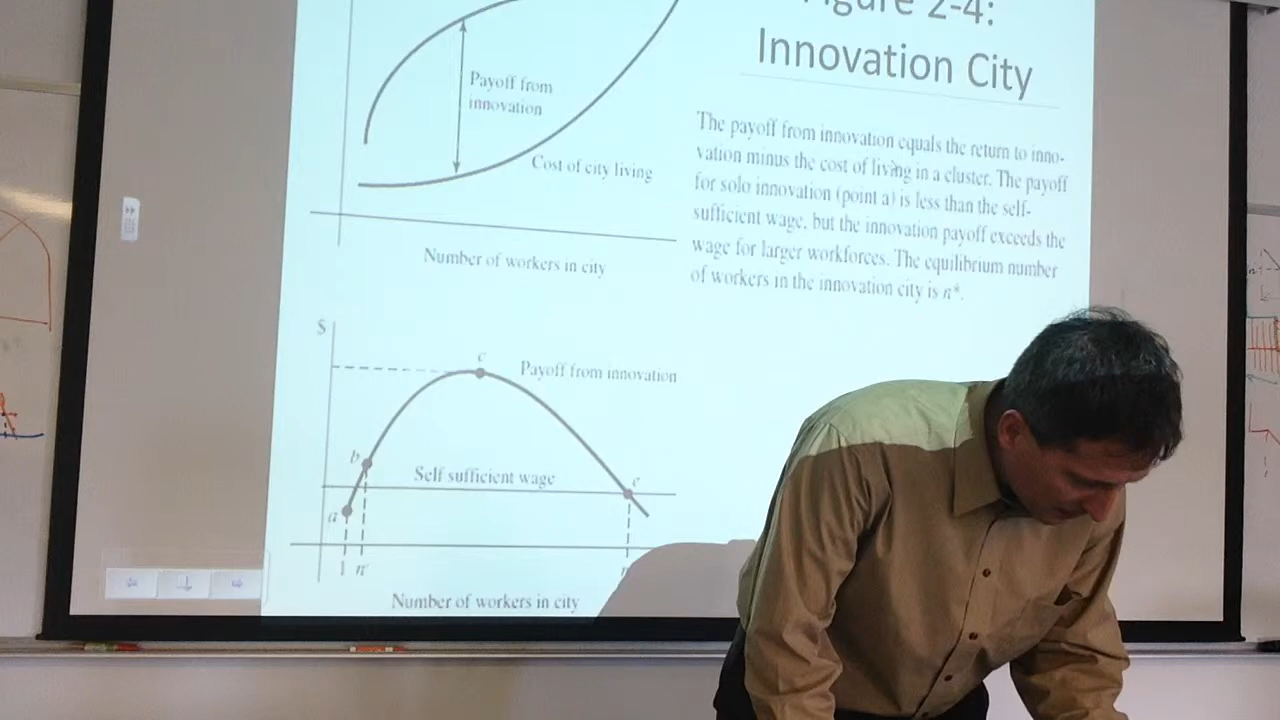 Figure 2-4:
Innovation City
Payoff from
innovation
Cost of city living
Number of workers in city
The payoff from innovation equals the return to inno-
vation minus the cost of living in a cluster. The payoff
for solo innovation (point a) is less than the self-
sufficient wage, but the innovation payoff exceeds the
wage for larger workforces. The equilibrium number
of workers in the innovation city is n*.
$
c
Payoff from innovation
b
Self sufficient wage
e
a
1 n'
Number of workers in city